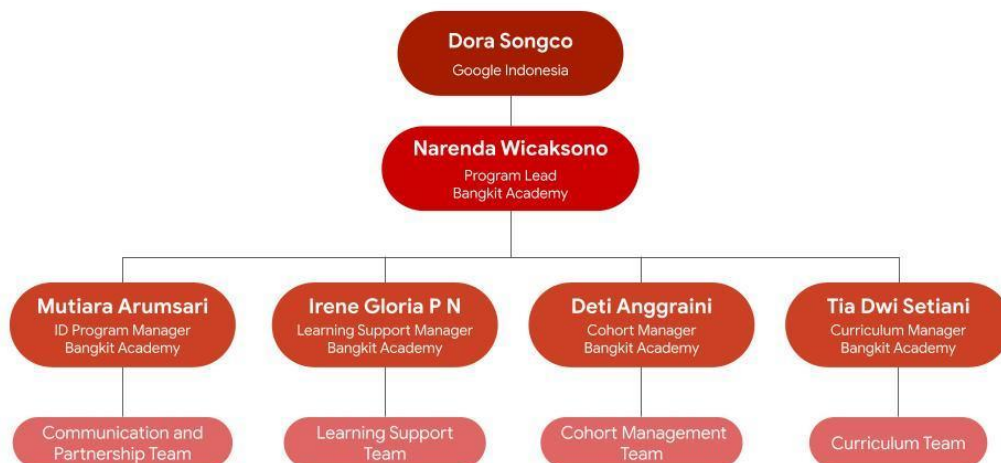 Dora Songco
Google Indonesia
Narenda Wicaksono
Program Lead
Bangkit Academy
Mutiara Arumsari
ID Program Manager
Bangkit Academy
Irene Gloria P N
Learning Support Manager
Bangkit Academy
Deti Anggraini
Cohort Manager
Bangkit Academy
Tia Dwi Setiani
Curriculum Manager
Bangkit Academy
Communication and
Partnership Team
Learning Support
Team
Cohort Management
Team
Curriculum Team